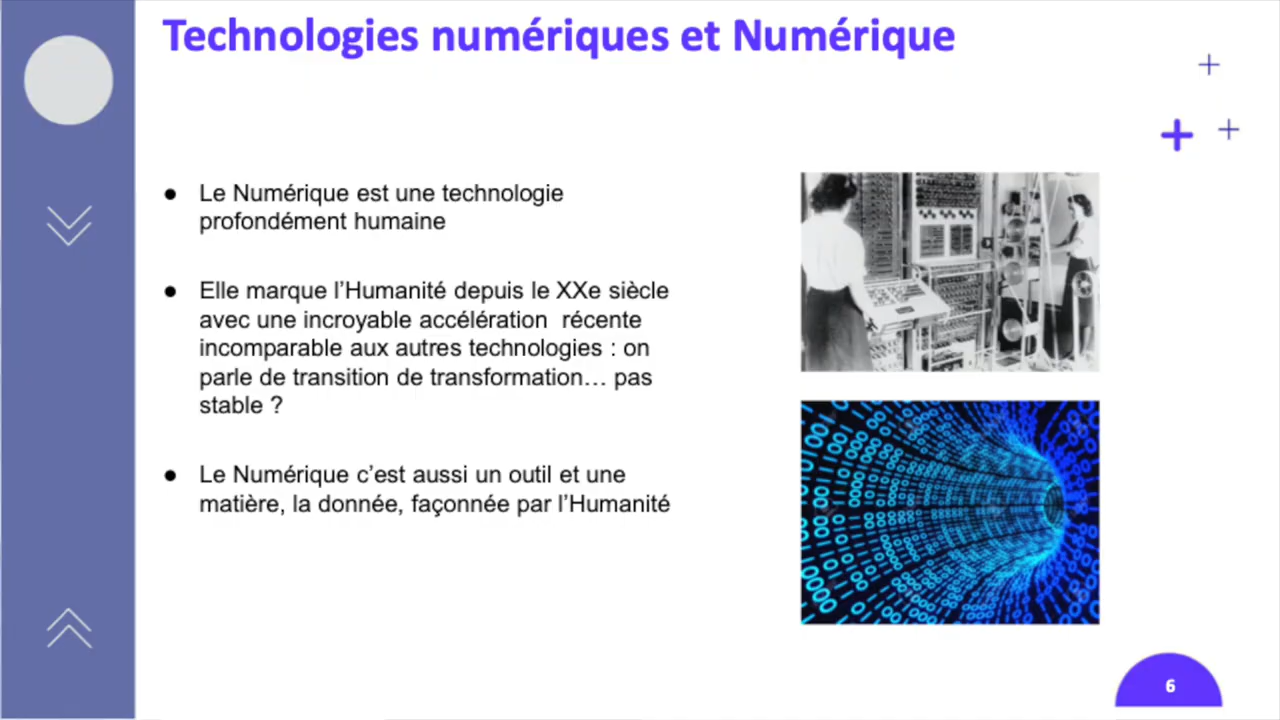 Technologies numériques et Numérique
● Le Numérique est une technologie
profondément humaine
● Elle marque l’Humanité depuis le XXe siècle
avec une incroyable accélération  récente
incomparable aux autres technologies : on
parle de transition de transformation… pas
stable ?
● Le Numérique c’est aussi un outil et une
matière, la donnée, façonnée par l’Humanité
6